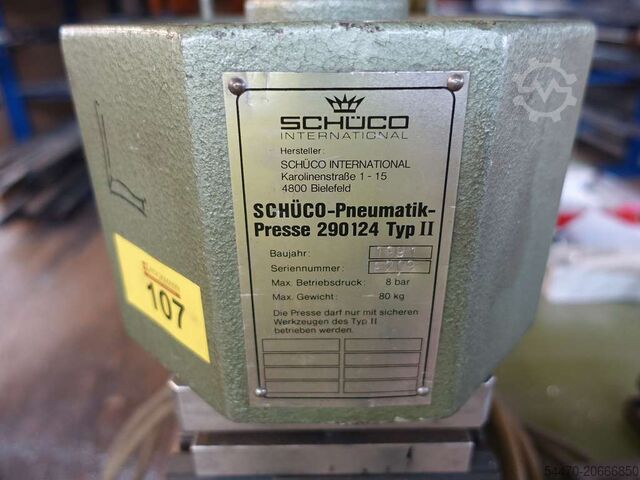 SCHÜCO
INTERNATIONAL
Hersteller:
SCHÜCO INTERNATIONAL
Karolinenstraße 1 - 15
4800 Bielefeld
SCHÜCO-Pneumatik-
Presse 290124 Typ II
Baujahr: 1991
Seriennummer:
Max. Betriebsdruck: 8 bar
Max. Gewicht: 80 kg
Die Presse darf nur mit sicheren
Werkzeugen des Typ II
betrieben werden.
107
54470-20666850